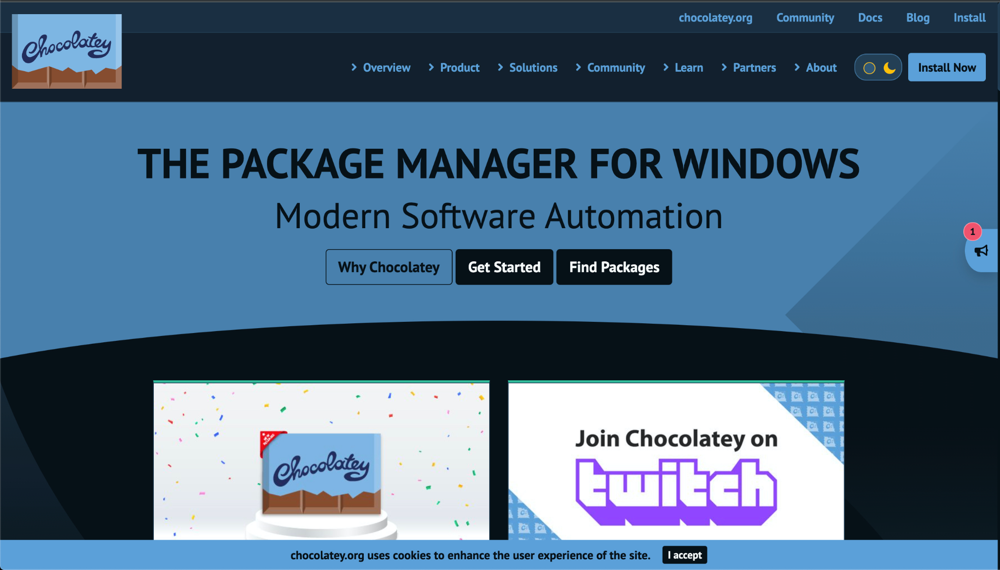 Chocolatey
chocolatey.org Community Docs Blog Install
Overview Product Solutions Community Learn Partners About Install Now
THE PACKAGE MANAGER FOR WINDOWS
Modern Software Automation
Why Chocolatey Get Started Find Packages
1
NEW
RELEASES
Chocolatey
Join Chocolatey on
twitch
chocolatey.org uses cookies to enhance the user experience of the site. I accept